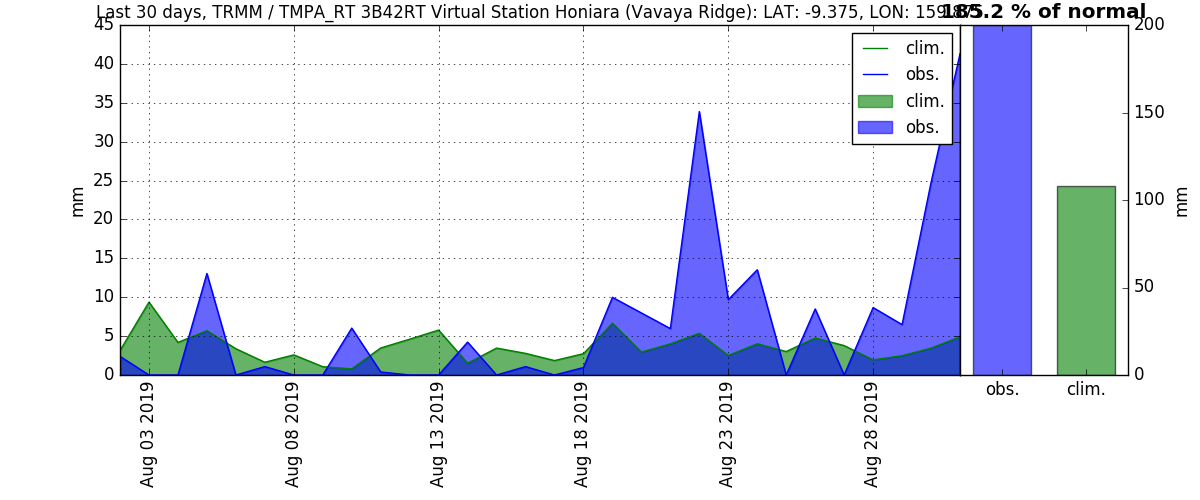 Last 30 days, TRMM / TMPA_RT 3B42RT Virtual Station Honiara (Vavaya Ridge): LAT: -9.375, LON:
185.2 % of normal
45
40
35
30
25
20
15
10
5
0
mm
clim.
obs.
clim.
obs.
Aug 03 2019
Aug 08 2019
Aug 13 2019
Aug 18 2019
Aug 23 2019
Aug 28 2019
200
150
100
50
0
mm
obs.
clim.